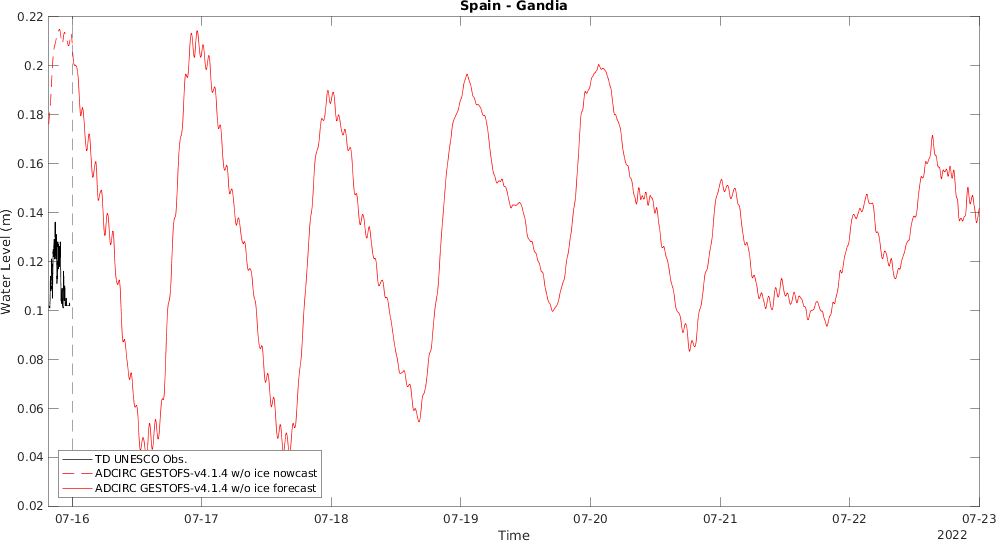 Spain - Gandia
Water Level (m)
0.22
0.2
0.18
0.16
0.14
0.12
0.1
0.08
0.06
0.04
0.02
TD UNESCO Obs.
ADCIRC GESTOFS-v4.1.4 w/o ice nowcast
ADCIRC GESTOFS-v4.1.4 w/o ice forecast
07-16 07-17 07-18 07-19 07-20 07-21 07-22 07-23
Time
2022